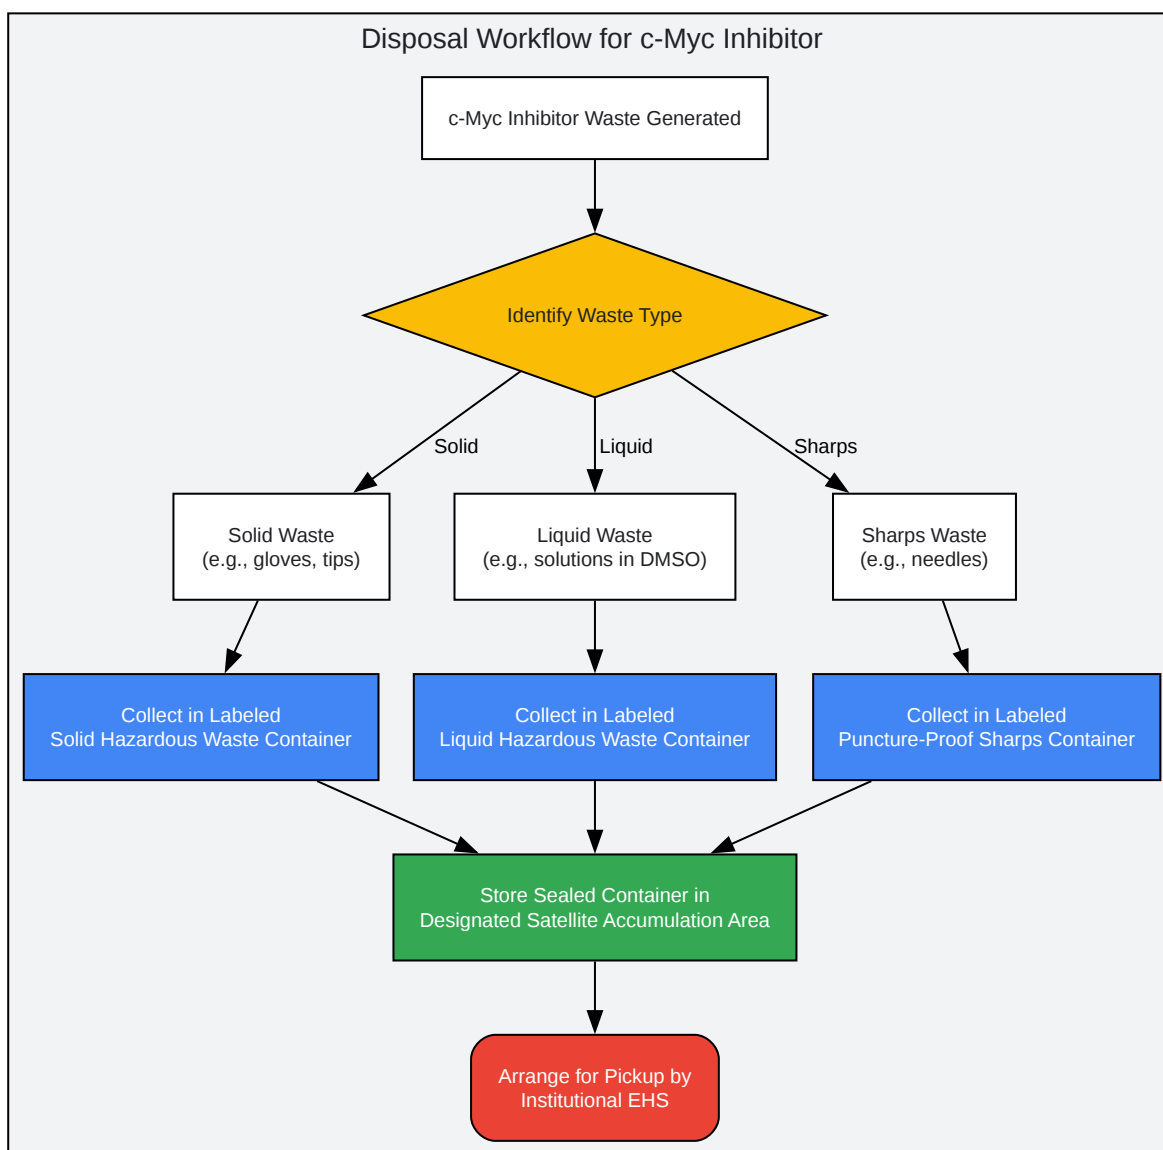 Disposal Workflow for c-Myc Inhibitor
c-Myc Inhibitor Waste Generated
Identify Waste Type
Solid
Liquid
Sharps
Solid Waste
(e.g., gloves, tips)
Liquid Waste
(e.g., solutions in DMSO)
Sharps Waste
(e.g., needles)
Collect in Labeled
Solid Hazardous Waste Container
Collect in Labeled
Liquid Hazardous Waste Container
Collect in Labeled
Puncture-Proof Sharps Container
Store Sealed Container in
Designated Satellite Accumulation Area
Arrange for Pickup by
Institutional EHS